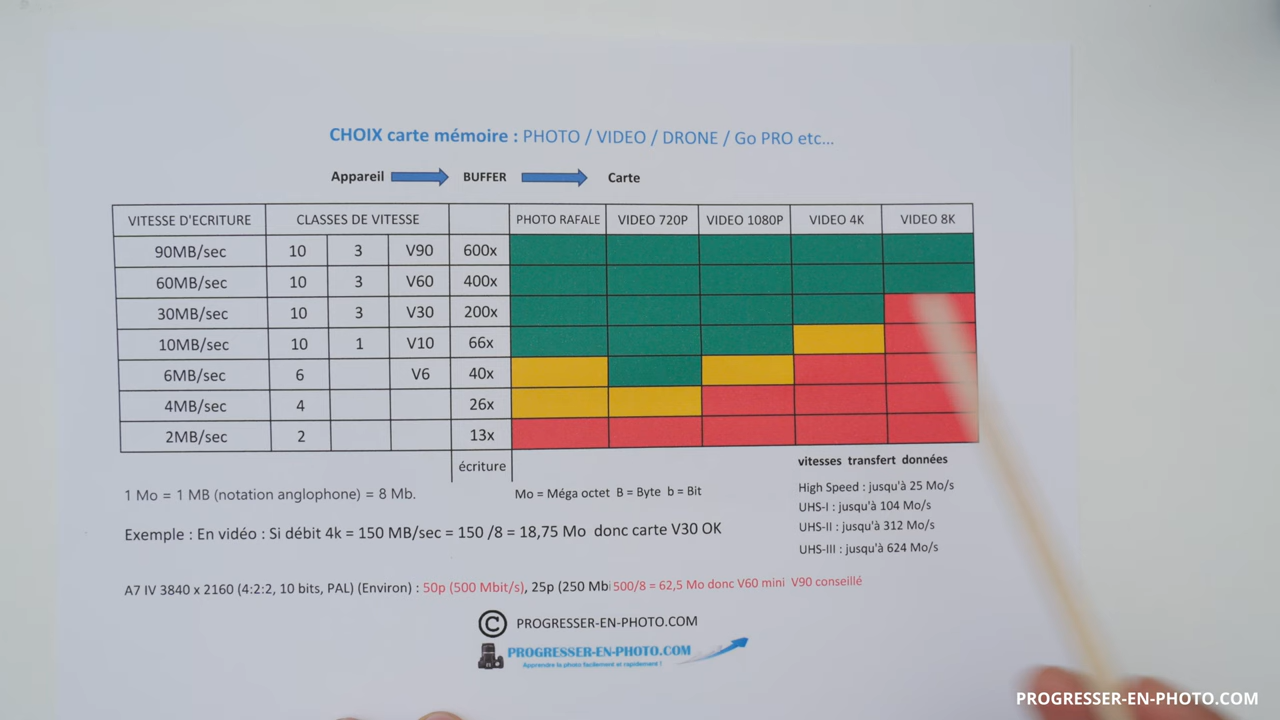 CHOIX carte mémoire : PHOTO / VIDEO / DRONE / Go PRO etc...
Appareil BUFFER Carte
VITESSE D'ECRITURE CLASSES DE VITESSE PHOTO RAFALE VIDEO 720P VIDEO 1080P VIDEO 4K VIDEO 8K
90MB/sec 10 3 V90 600x
60MB/sec 10 3 V60 400x
30MB/sec 10 3 V30 200x
10MB/sec 10 1 V10 66x
6MB/sec 6 V6 40x
4MB/sec 4 26x
2MB/sec 2 13x
écriture
vitesses transfert données
1 Mo = 1 MB (notation anglophone) = 8 Mb.
Mo = Méga octet B = Byte b = Bit
High Speed : jusqu'à 25 Mo/s
UHS-I : jusqu'à 104 Mo/s
UHS-II : jusqu'à 312 Mo/s
UHS-III : jusqu'à 624 Mo/s
Exemple : En vidéo : Si débit 4k = 150 MB/sec = 150 /8 = 18,75 Mo donc carte V30 OK
A7 IV 3840 x 2160 (4:2:2, 10 bits, PAL) (Environ) : 50p (500 Mbit/s), 25p (250 Mb 500/8 = 62,5 Mo donc V60 mini V90 conseillé
© PROGRESSER-EN-PHOTO.COM
PROGRESSER-EN-PHOTO.COM
Apprendre la photo facilement et rapidement !
PROGRESSER-EN-PHOTO.COM